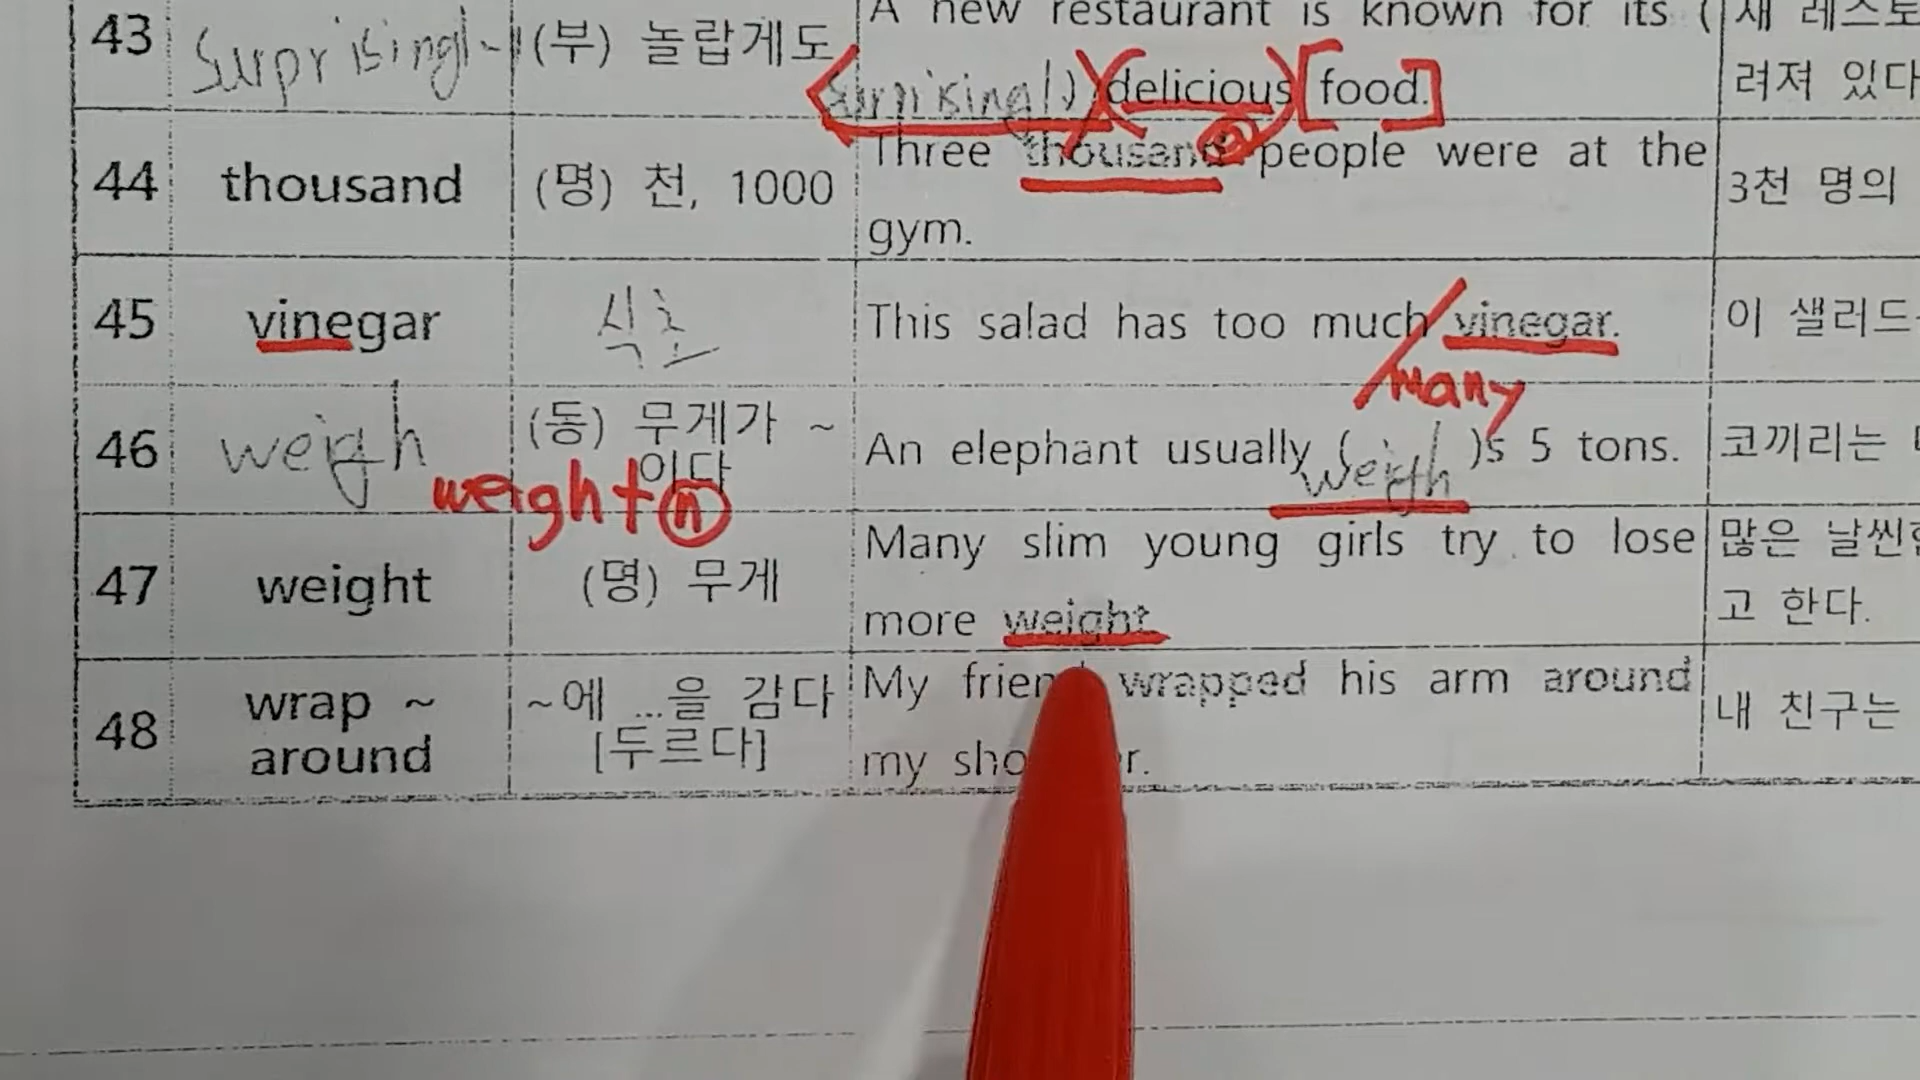 43 surprisingly (부) 놀랍게도 A new restaurant is known for its ( 새 레스토
surprisingly) delicious food. 려져 있다
44 thousand (명) 천, 1000 Three thousand people were at the 3천 명의
gym.
45 vinegar 식초 This salad has too much vinegar. 이 샐러드
many
46 weigh (동) 무게가 ~ An elephant usually (weigh )s 5 tons. 코끼리는
이다
weight n
47 weight (명) 무게 Many slim young girls try to lose 많은 날씬한
more weight 고 한다.
48 wrap ~ ~에 ...을 감다 My frien wrapped his arm around 내 친구는
around [두르다] my sho r.